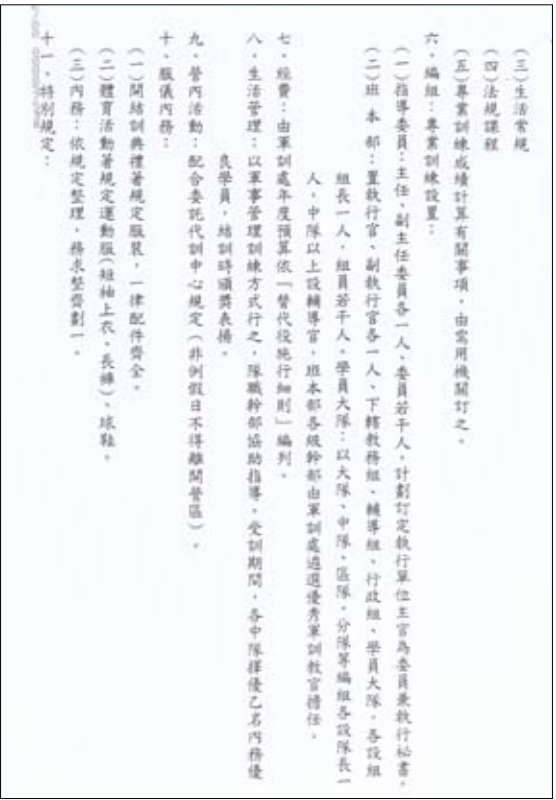 (三)生活常規
(四)法規課程
(五)專業訓練成績計算有關事項,由需用機關訂之。
六、編組:專業訓練設置:
(一)指導委員:主任、副主任委員各一人、委員若干人,計劃訂定執行單位主官為委員兼執行祕書。
(二)班 本 部:置執行官、副執行官各一人、下轄教務組、輔導組、行政組、學員大隊,各設組
組長一人,組員若干人,學員大隊:以大隊、中隊、區隊、分隊等編組各設隊長一
人,中隊以上設輔導官,班本部各級幹部由軍訓處遴選優秀軍訓教官擔任。
七、經費:由軍訓處年度預算依「替代役施行細則」編列。
八、生活管理:以軍事管理訓練方式行之,隊職幹部協助指導,受訓期間,各中隊擇優乙名內務優
良學員,結訓時頒獎表揚。
九、營內活動:配合委託代訓中心規定(非例假日不得離開營區)。
十、服儀內務:
(一)開結訓典禮著規定服裝,一律配件齊全。
(二)體育活動著規定運動服(短袖上衣、長褲)、球鞋。
(三)內務:依規定整理,務求整齊劃一。
十一、特別規定: